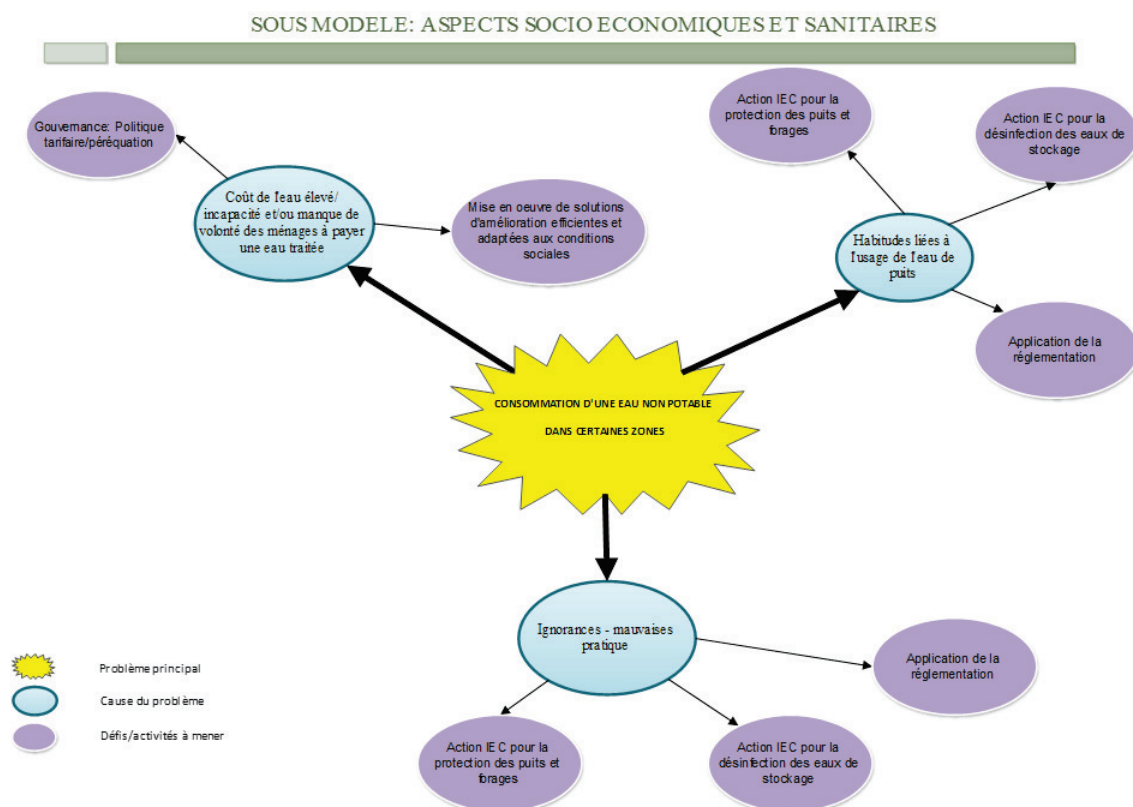 SOUS MODELE: ASPECTS SOCIO ECONOMIQUES ET SANITAIRES
Gouvernance: Politique
tarifaire/péréquation
Coût de l'eau élevé/
incapacité et/ou manque de
volonté des ménages à payer
une eau traitée
Mise en oeuvre de solutions
d'amélioration efficientes et
adaptées aux conditions
sociales
Action IEC pour la
protection des puits et
forages
Action IEC pour la
désinfection des eaux de
stockage
Habitudes liées à
l'usage de l'eau de
puits
Application de la
réglementation
CONSOMMATION D'UNE EAU NON POTABLE
DANS CERTAINES ZONES
Ignorances - mauvaises
pratique
Application de la
réglementation
Action IEC pour la
protection des puits et
forages
Action IEC pour la
désinfection des eaux de
stockage
Problème principal
Cause du problème
Défis/activités à mener